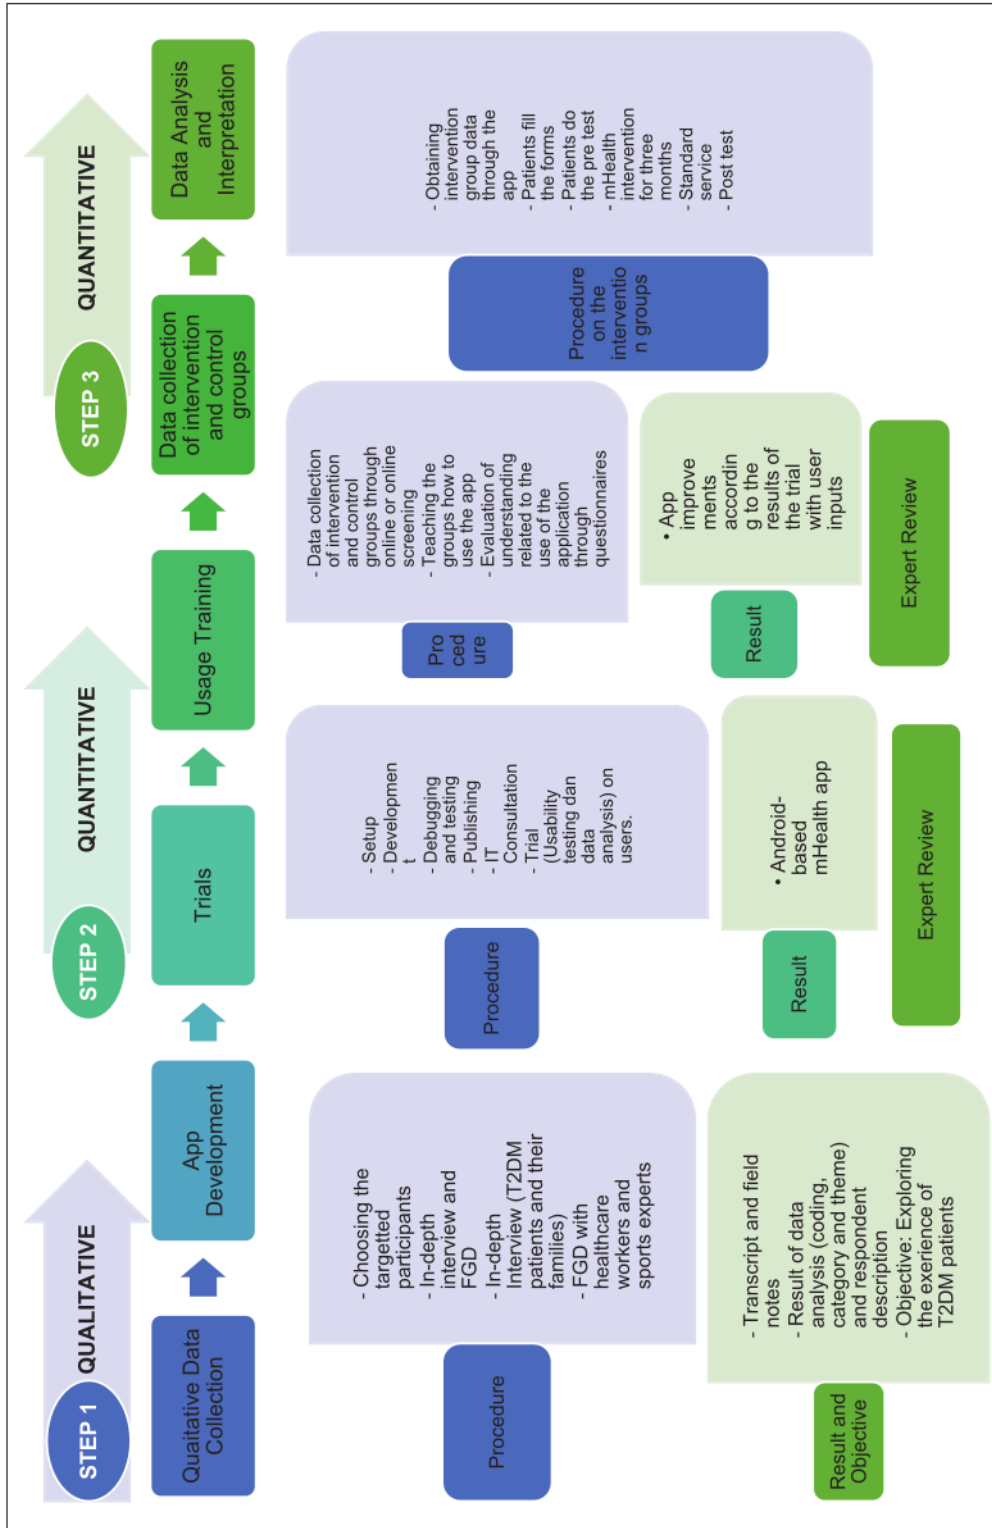 STEP 1
QUALITATIVE
STEP 2
QUANTITATIVE
STEP 3
QUANTITATIVE
Quaitative Data
Collection
App
Development
Trials
Usage Training
Data collection
of intervention
and control
groups
Data Analysis
and
Interpretation
Procedure
- Choosing the
targetted
participants
- In-depth
interview and
FGD
- In-depth
Interview (T2DM
patients and their
families)
- FGD with
healthcare
workers and
sports experts
Procedure
- Setup
- Developmen
t
- Debugging
and testing
- Publishing
- IT
Consultation
- Trial
(Usability
testing dan
data
analysis) on
users.
Pro
ced
ure
- Data collection
of intervention
and control
groups through
online or online
screening
- Teaching the
groups how to
use the app
- Evaluation of
understanding
related to the
use of the
application
through
questionnaires
Procedure
on the
interventio
n groups
- Obtaining
intervention
group data
through the
app
- Patients fill
the forms
- Patients do
the pre test
- mHealth
intervention
for three
months
- Standard
service
- Post test
Result and
Objective
- Transcript and field
notes
- Result of data
analysis (coding,
category and theme)
and respondent
description
- Objective: Exploring
the exerience of
T2DM patients
Result
• Android-
based
mHealth app
Result
• App
improve
ments
accordin
g to the
results of
the trial
with user
inputs
Expert Review
Expert Review